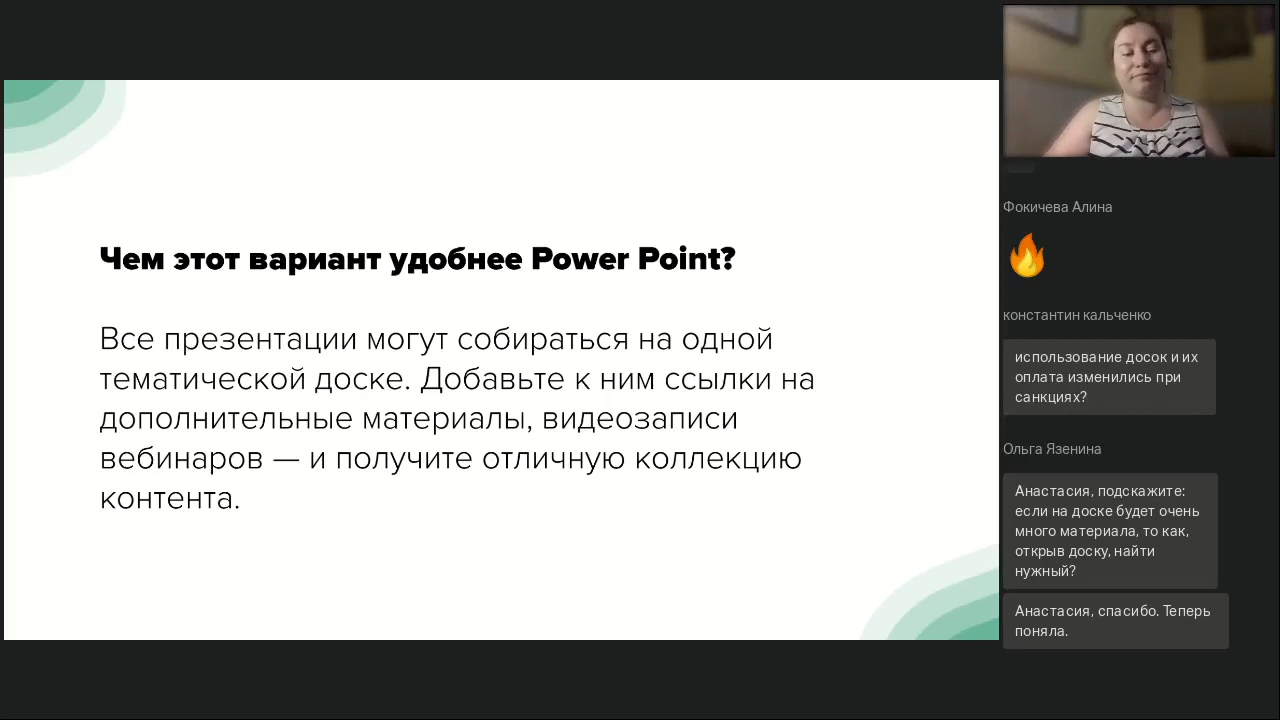 Чем этот вариант удобнее Power Point?
Все презентации могут собираться на одной
тематической доске. Добавьте к ним ссылки на
дополнительные материалы, видеозаписи
вебинаров — и получите отличную коллекцию
контента.
Фокичева Алина
🔥
константин кальченко
использование досок и их
оплата изменились при
санкциях?
Ольга Язенина
Анастасия, подскажите:
если на доске будет очень
много материала, то как,
открыв доску, найти
нужный?
Анастасия, спасибо. Теперь
поняла.